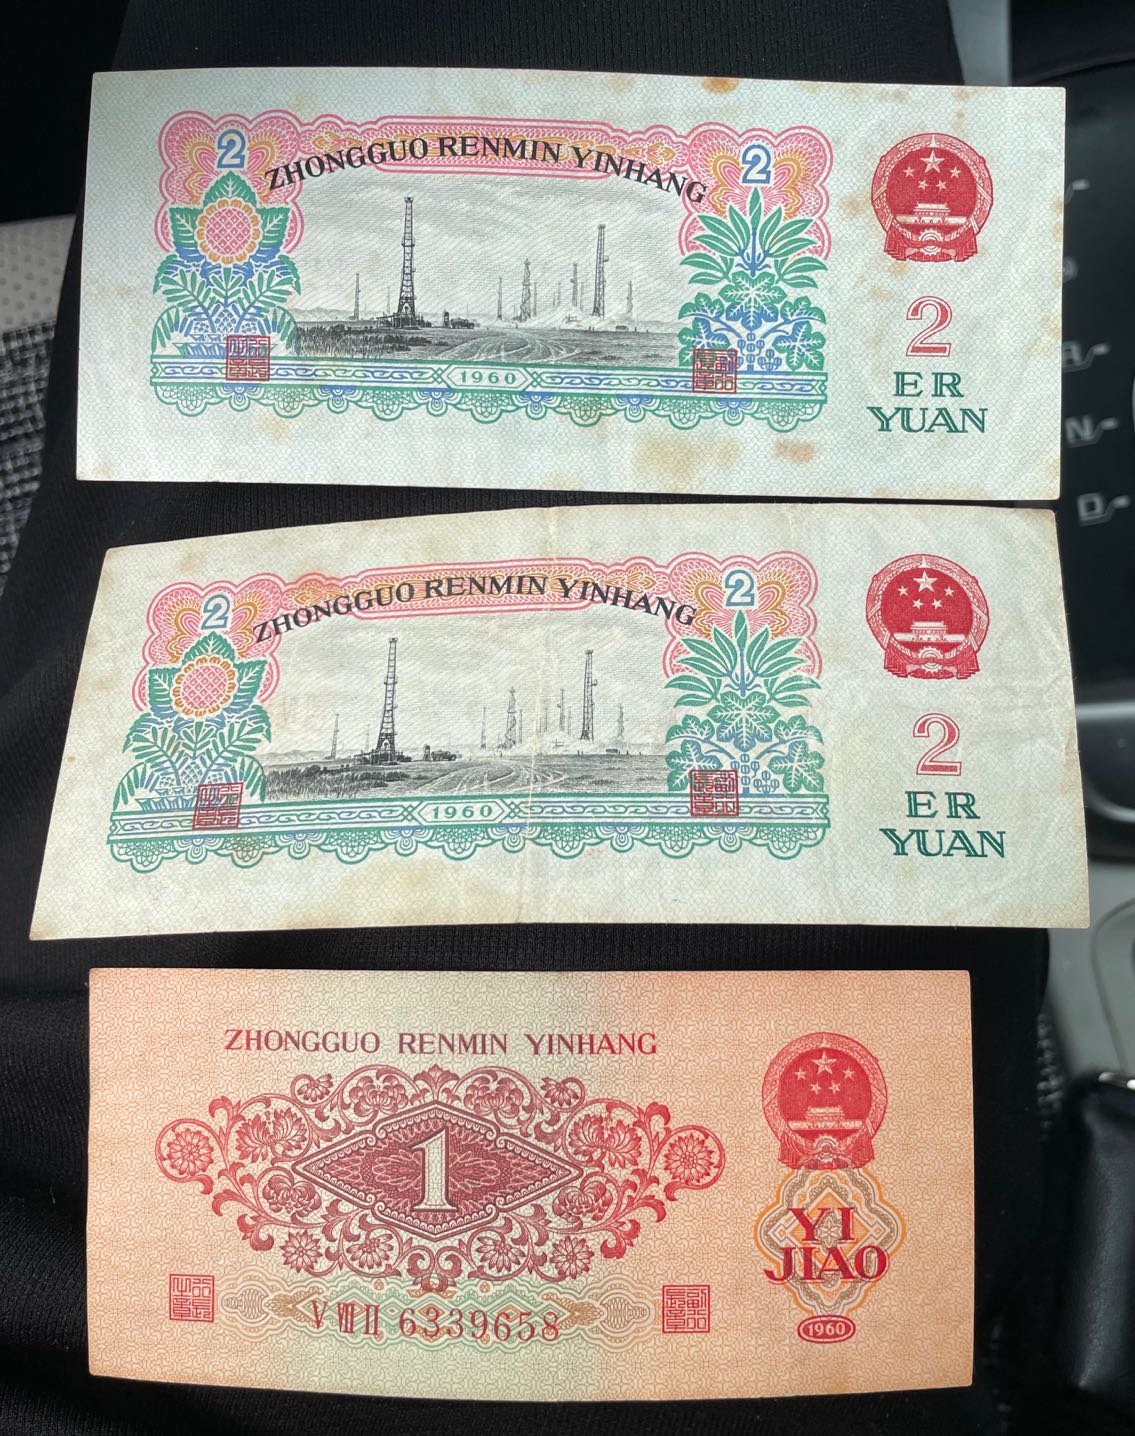 2
ZHONGGUO RENMIN YINHANG
2
1960
2
ER
YUAN
2
ZHONGGUO RENMIN YINHANG
2
1960
2
ER
YUAN
ZHONGGUO RENMIN YINHANG
1
YI
JIAO
V VIII II 6339658
1960